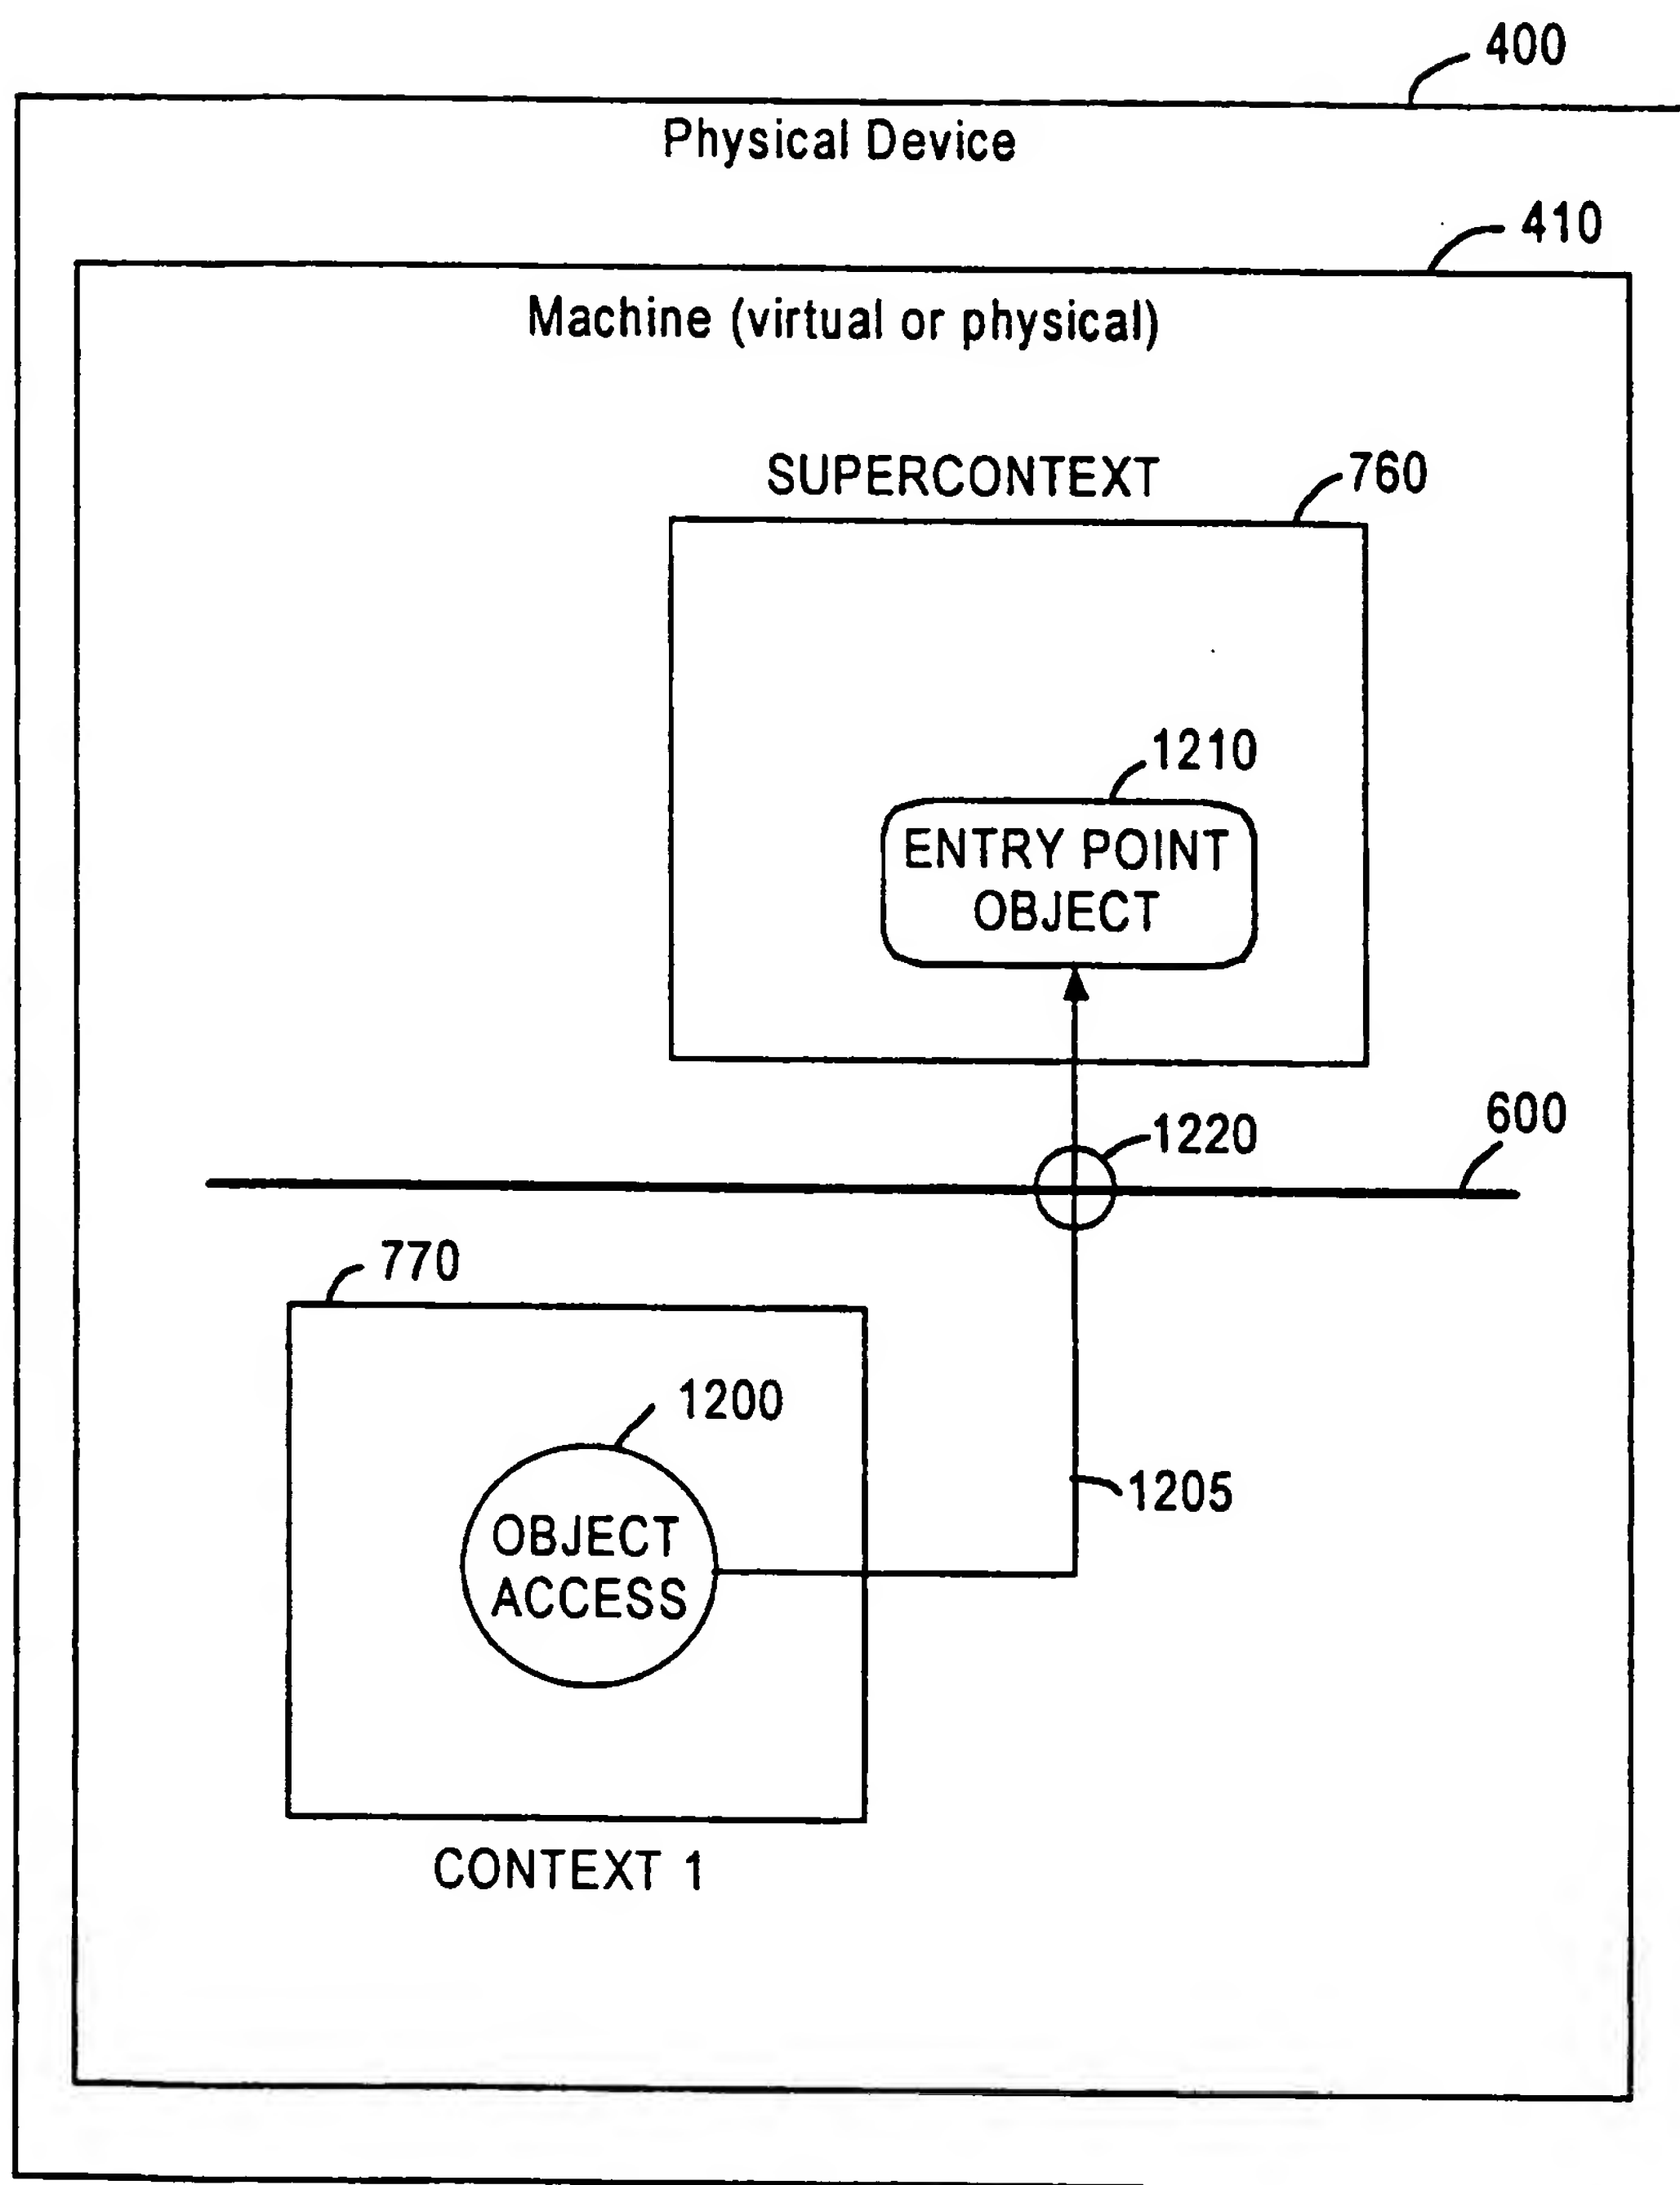 400
Physical Device
410
Machine (virtual or physical)
SUPERCONTEXT
760
1210
ENTRY POINT
OBJECT
1220
600
770
1200
OBJECT
ACCESS
1205
CONTEXT 1